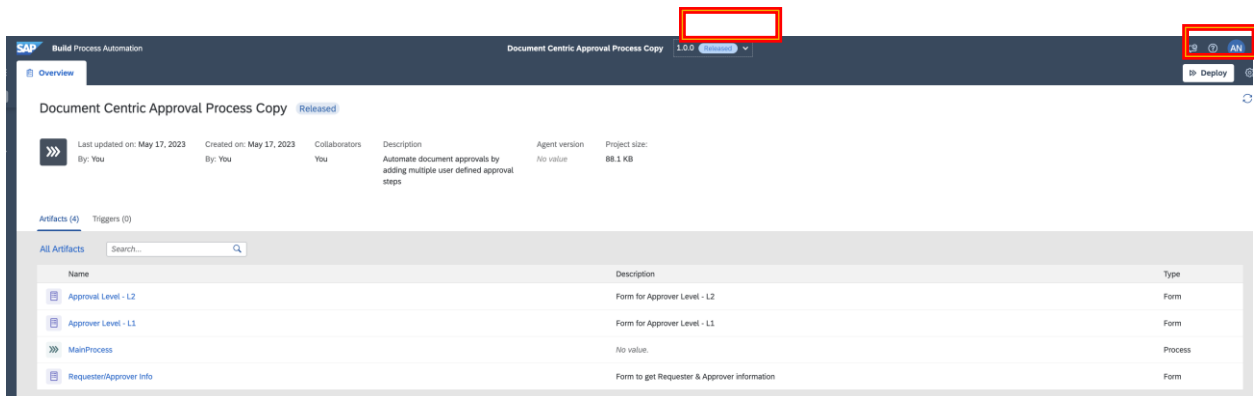 SAP Build Process Automation Document Centric Approval Process Copy 1.0.0 Released AN
Overview Deploy
Document Centric Approval Process Copy Released
Last updated on: May 17, 2023 Created on: May 17, 2023 Collaborators Description Agent version Project size:
By: You By: You You Automate document approvals by No value 88.1 KB
adding multiple user defined approval
steps
Artifacts (4) Triggers (0)
All Artifacts Search...
Name Description Type
Approval Level - L2 Form for Approver Level - L2 Form
Approver Level - L1 Form for Approver Level - L1 Form
MainProcess No value. Process
Requester/Approver Info Form to get Requester & Approver information Form